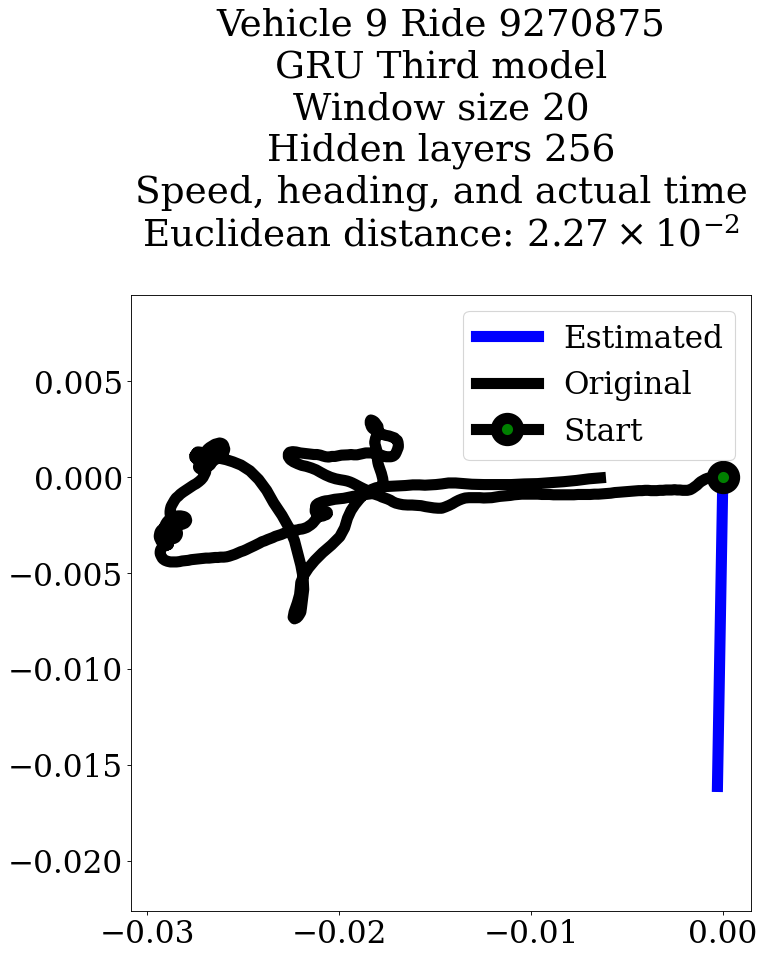 Vehicle 9 Ride 9270875
GRU Third model
Window size 20
Hidden layers 256
Speed, heading, and actual time
Euclidean distance: 2.27 × 10⁻²
Estimated
Original
Start
0.005
0.000
−0.005
−0.010
−0.015
−0.020
−0.03
−0.02
−0.01
0.00